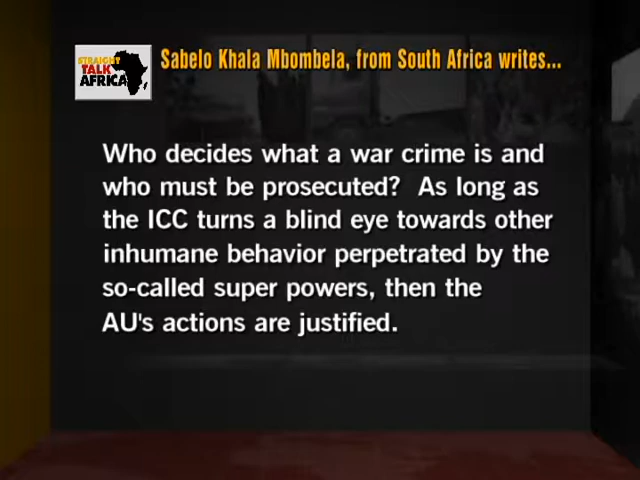 STRAIGHT
TALK
AFRICA
Sabelo Khala Mbombela, from South Africa writes...
Who decides what a war crime is and
who must be prosecuted? As long as
the ICC turns a blind eye towards other
inhumane behavior perpetrated by the
so-called super powers, then the
AU's actions are justified.